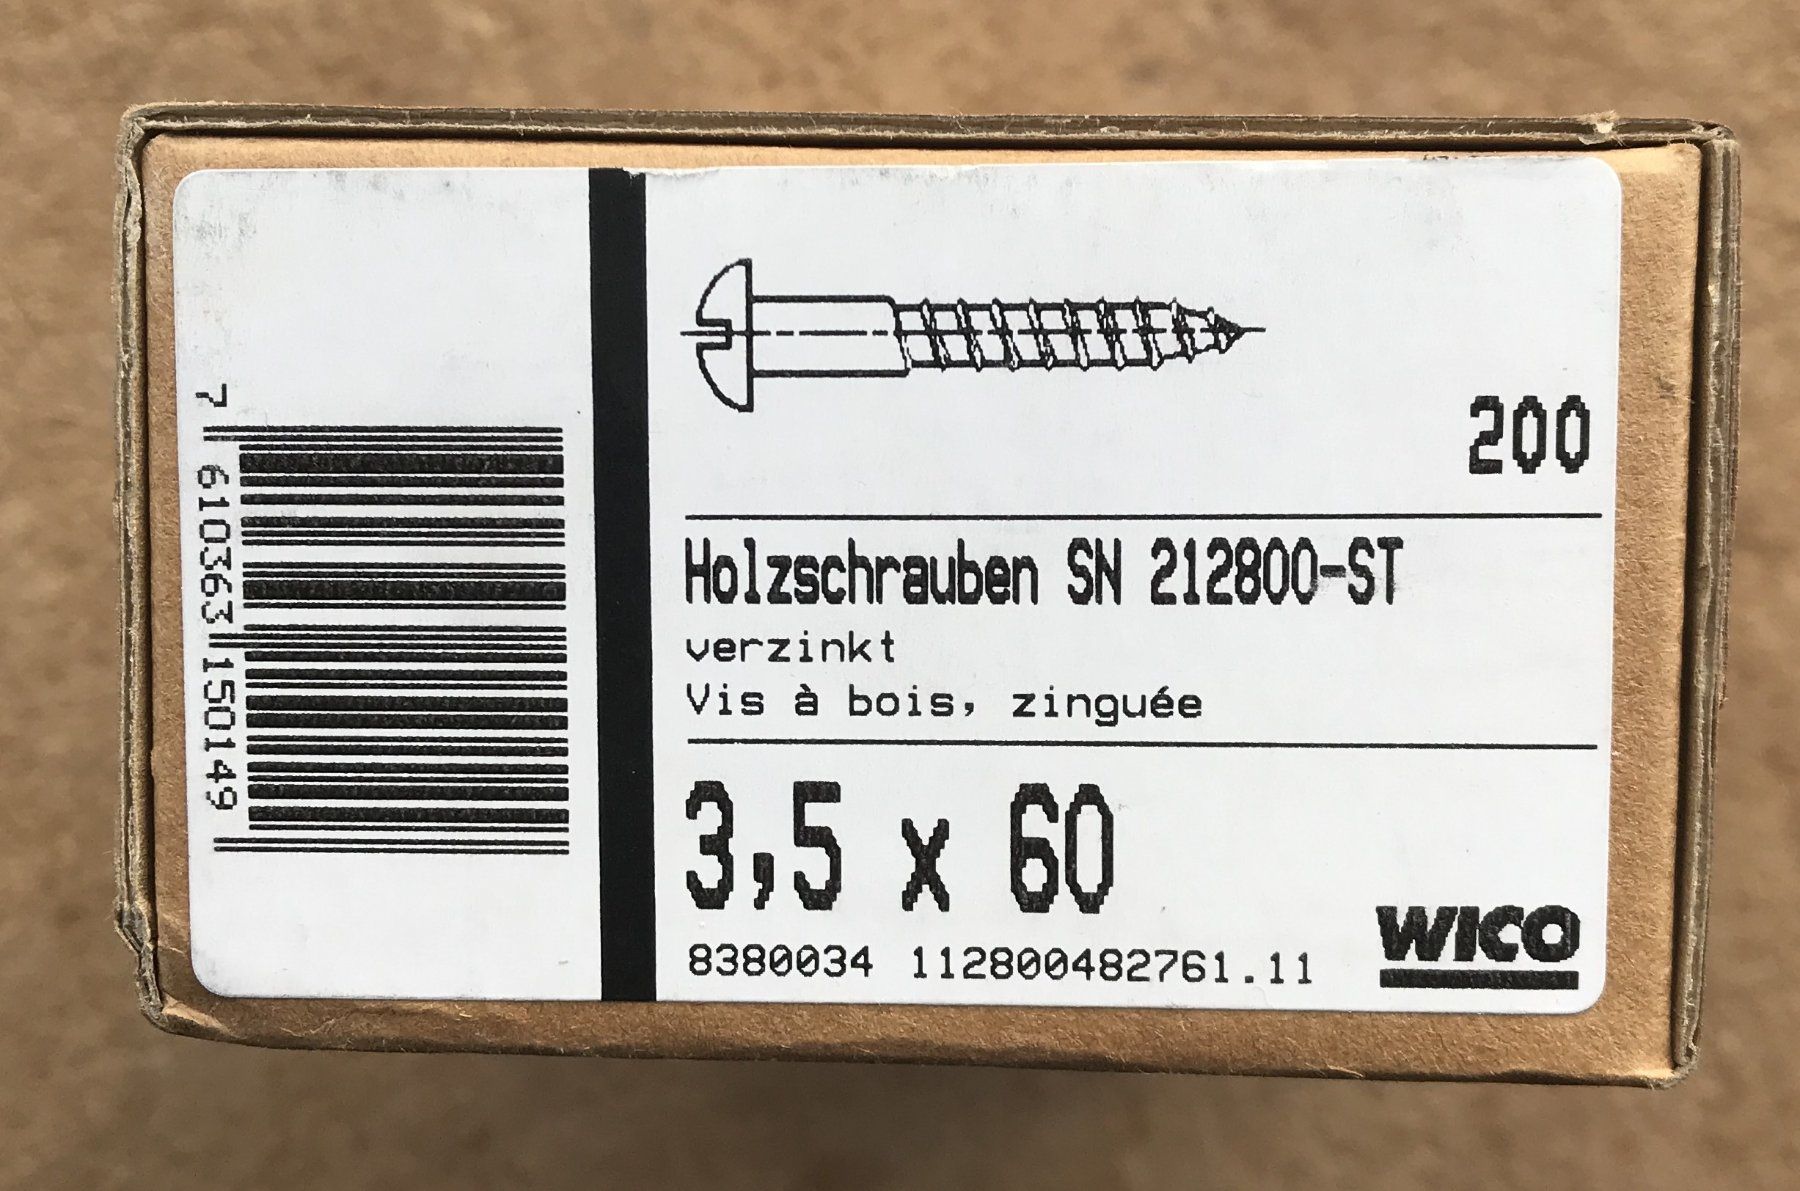 7 610363 150149
200
Holzschrauben SN 212800-ST
verzinkt
Vis à bois, zinguée
3,5 x 60
8380034 112800482761.11
WICO